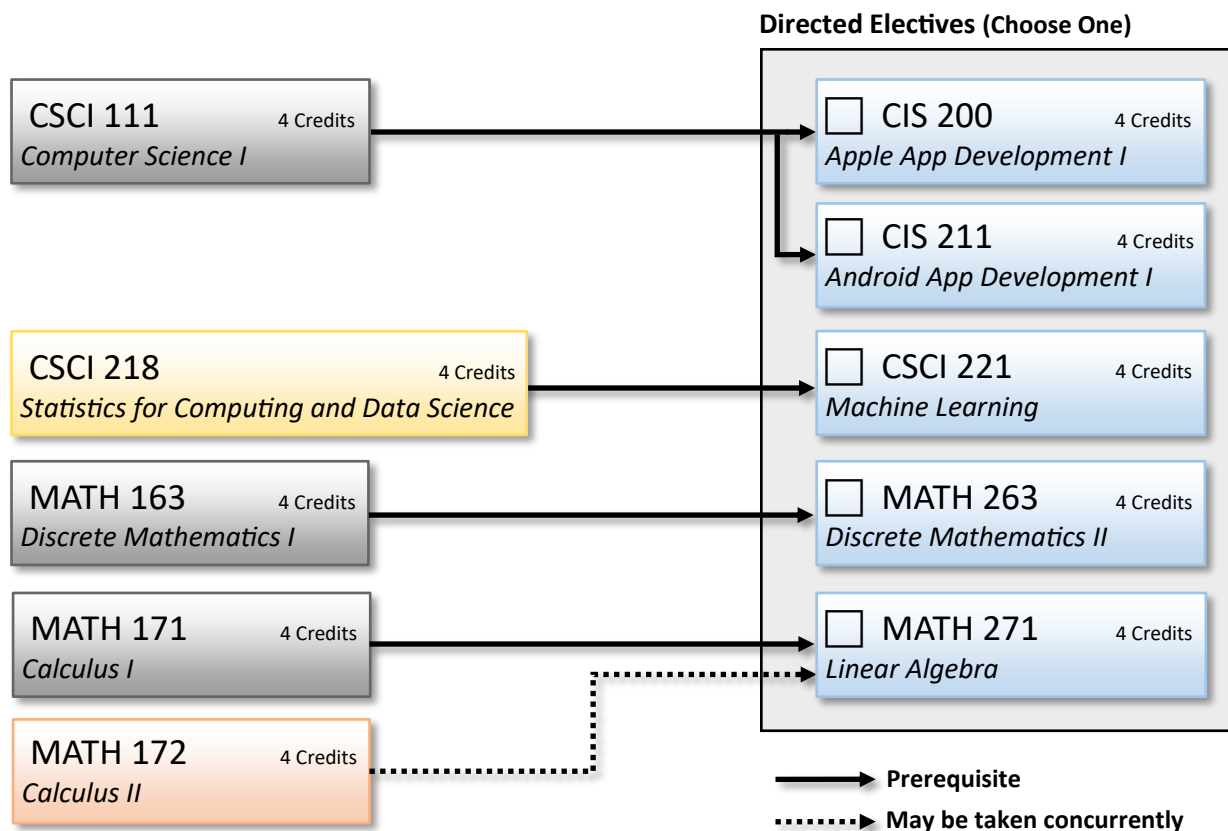 Directed Electives (Choose One)
CSCI 111 4 Credits
Computer Science I
CIS 200 4 Credits
Apple App Development I
CIS 211 4 Credits
Android App Development I
CSCI 218 4 Credits
Statistics for Computing and Data Science
CSCI 221 4 Credits
Machine Learning
MATH 163 4 Credits
Discrete Mathematics I
MATH 263 4 Credits
Discrete Mathematics II
MATH 171 4 Credits
Calculus I
MATH 271 4 Credits
Linear Algebra
MATH 172 4 Credits
Calculus II
Prerequisite
May be taken concurrently